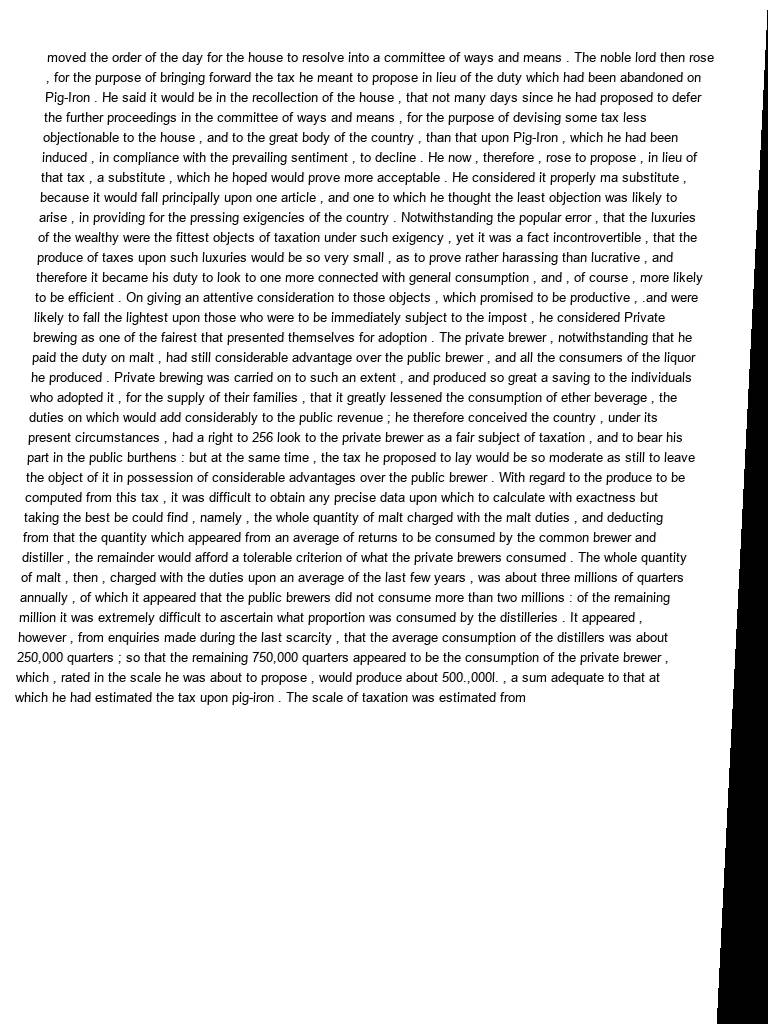 moved the order of the day for the house to resolve into a committee of ways and means . The noble lord then rose
, for the purpose of bringing forward the tax he meant to propose in lieu of the duty which had been abandoned on
Pig-Iron . He said it would be in the recollection of the house , that not many days since he had proposed to defer
the further proceedings in the committee of ways and means , for the purpose of devising some tax less
objectionable to the house , and to the great body of the country , than that upon Pig-Iron , which he had been
induced , in compliance with the prevailing sentiment , to decline . He now , therefore , rose to propose , in lieu of
that tax , a substitute , which he hoped would prove more acceptable . He considered it properly ma substitute ,
because it would fall principally upon one article , and one to which he thought the least objection was likely to
arise , in providing for the pressing exigencies of the country . Notwithstanding the popular error , that the luxuries
of the wealthy were the fittest objects of taxation under such exigency , yet it was a fact incontrovertible , that the
produce of taxes upon such luxuries would be so very small , as to prove rather harassing than lucrative , and
therefore it became his duty to look to one more connected with general consumption , and , of course , more likely
to be efficient . On giving an attentive consideration to those objects , which promised to be productive , .and were
likely to fall the lightest upon those who were to be immediately subject to the impost , he considered Private
brewing as one of the fairest that presented themselves for adoption . The private brewer , notwithstanding that he
paid the duty on malt , had still considerable advantage over the public brewer , and all the consumers of the liquor
he produced . Private brewing was carried on to such an extent , and produced so great a saving to the individuals
who adopted it , for the supply of their families , that it greatly lessened the consumption of ether beverage , the
duties on which would add considerably to the public revenue ; he therefore conceived the country , under its
present circumstances , had a right to 256 look to the private brewer as a fair subject of taxation , and to bear his
part in the public burthens : but at the same time , the tax he proposed to lay would be so moderate as still to leave
the object of it in possession of considerable advantages over the public brewer . With regard to the produce to be
computed from this tax , it was difficult to obtain any precise data upon which to calculate with exactness but
taking the best be could find , namely , the whole quantity of malt charged with the malt duties , and deducting
from that the quantity which appeared from an average of returns to be consumed by the common brewer and
distiller , the remainder would afford a tolerable criterion of what the private brewers consumed . The whole quantity
of malt , then , charged with the duties upon an average of the last few years , was about three millions of quarters
annually , of which it appeared that the public brewers did not consume more than two millions : of the remaining
million it was extremely difficult to ascertain what proportion was consumed by the distilleries . It appeared ,
however , from enquiries made during the last scarcity , that the average consumption of the distillers was about
250,000 quarters ; so that the remaining 750,000 quarters appeared to be the consumption of the private brewer ,
which , rated in the scale he was about to propose , would produce about 500.,000l. , a sum adequate to that at
which he had estimated the tax upon pig-iron . The scale of taxation was estimated from